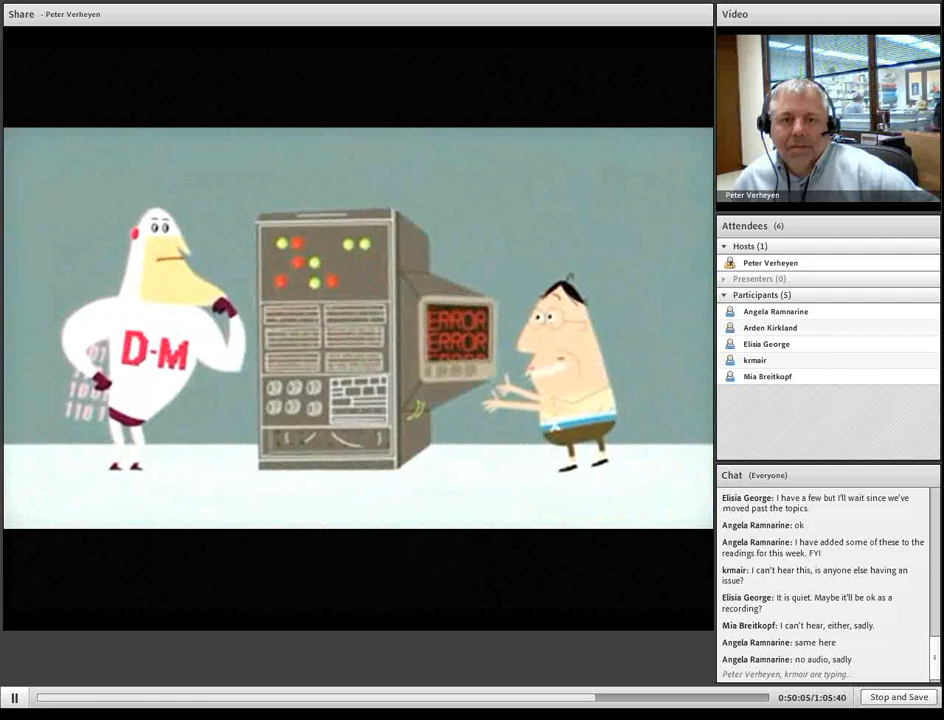 Share - Peter Verheyen
D-M
ERROR
ERROR
Video
Peter Verheyen
Attendees (6)
Hosts (1)
Peter Verheyen
Presenters (0)
Participants (5)
Angela Ramnarine
Arden Kirkland
Elisia George
krmair
Mia Breitkopf
Chat (Everyone)
Elisia George: I have a few but I'll wait since we've
moved past the topics.
Angela Ramnarine: ok
Angela Ramnarine: I have added some of these to the
readings for this week. FYI
krmair: I can't hear this, is anyone else having an
issue?
Elisia George: It is quiet. Maybe it'll be ok as a
recording?
Mia Breitkopf: I can't hear, either, sadly.
Angela Ramnarine: same here
Angela Ramnarine: no audio, sadly
Peter Verheyen, krmair are typing...
0:50:05/1:05:40
Stop and Save